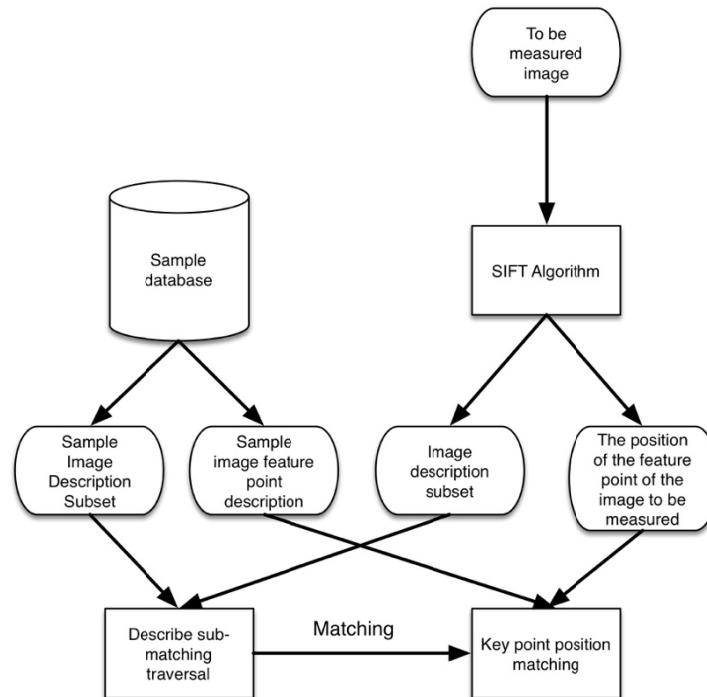 To be
measured
image
Sample
database
SIFT Algorithm
Sample
Image
Description
Subset
Sample
image feature
point
description
Image
description
subset
The position
of the feature
point of the
image to be
measured
Describe sub-
matching
traversal
Matching
Key point position
matching